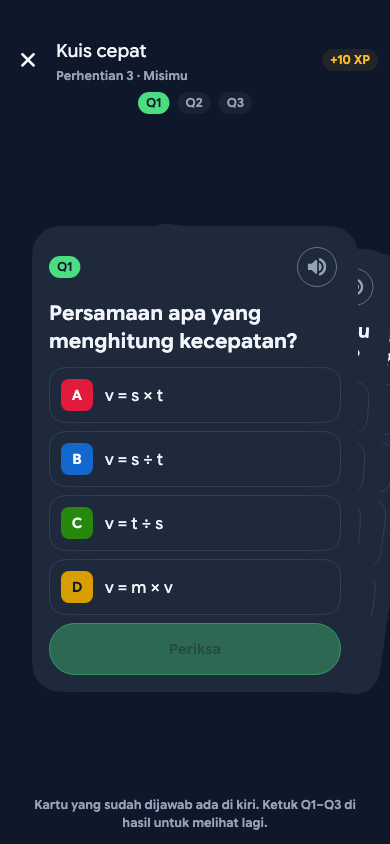 Kuis cepat
Perhentian 3 · Misimu
+10 XP
Q1 Q2 Q3
Q1
Persamaan apa yang
menghitung kecepatan?
A v = s × t
B v = s ÷ t
C v = t ÷ s
D v = m × v
Periksa
Kartu yang sudah dijawab ada di kiri. Ketuk Q1–Q3 di
hasil untuk melihat lagi.